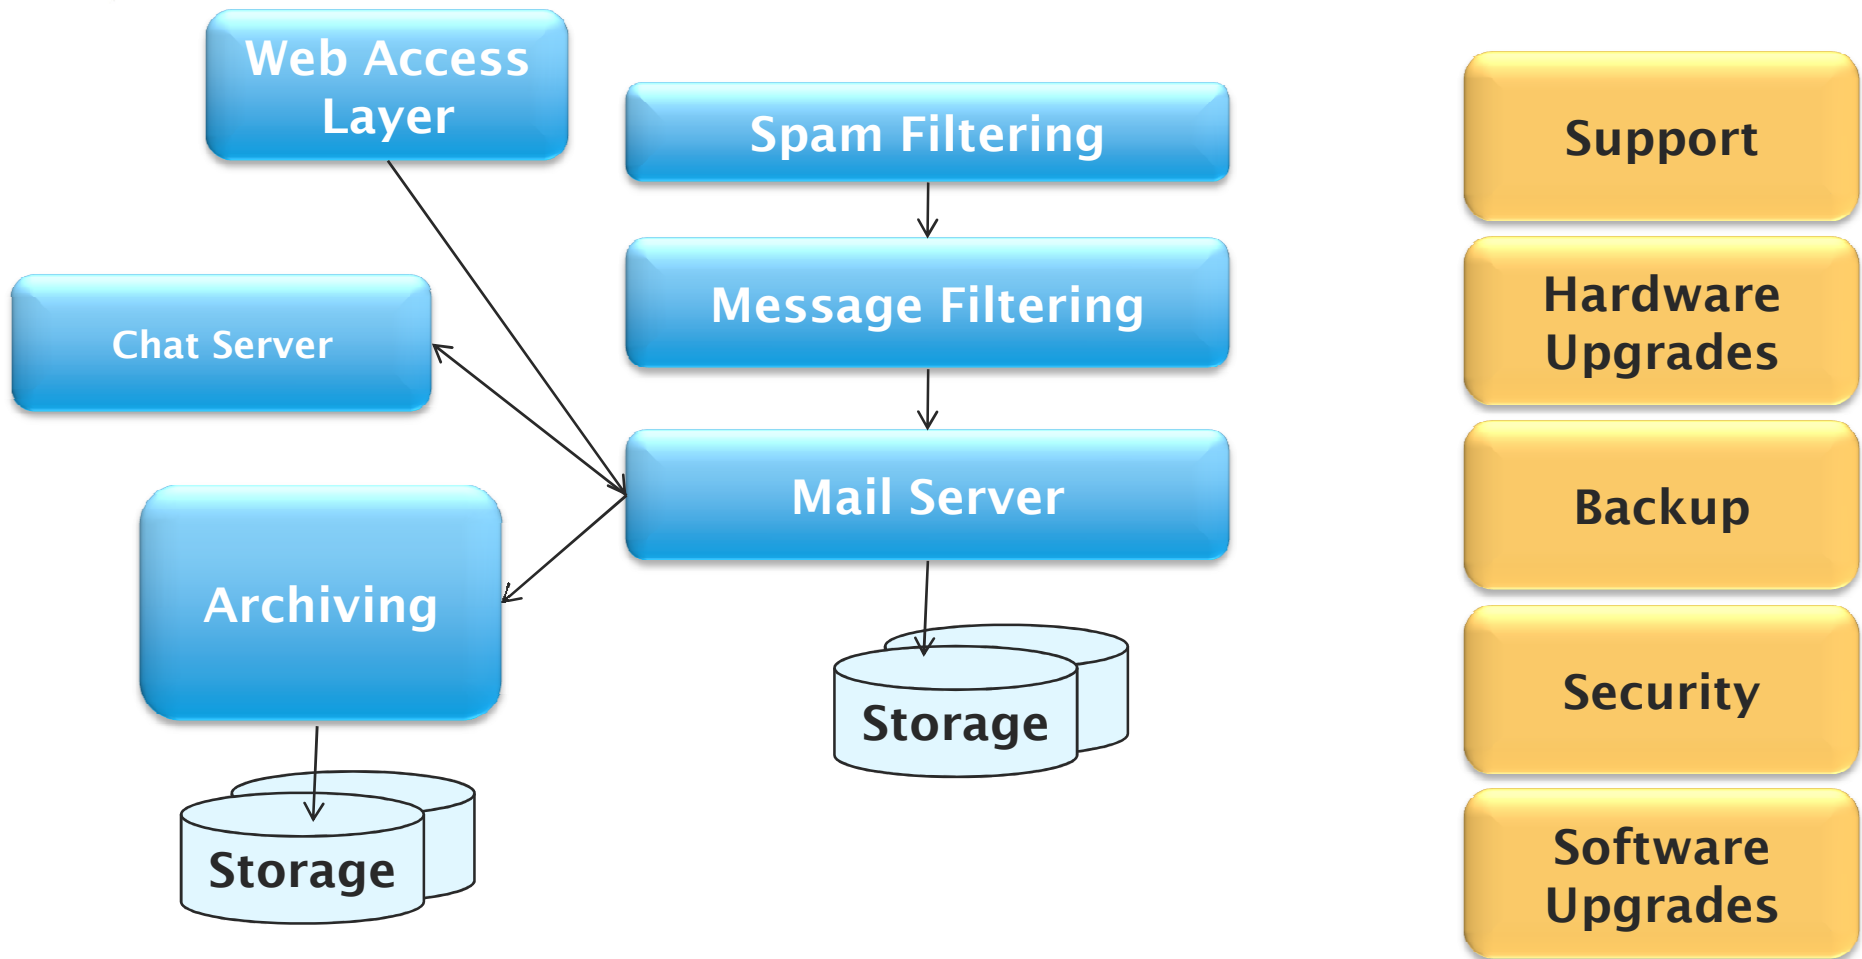 Web Access
Layer
Spam Filtering
Message Filtering
Chat Server
Mail Server
Archiving
Storage
Storage
Support
Hardware
Upgrades
Backup
Security
Software
Upgrades